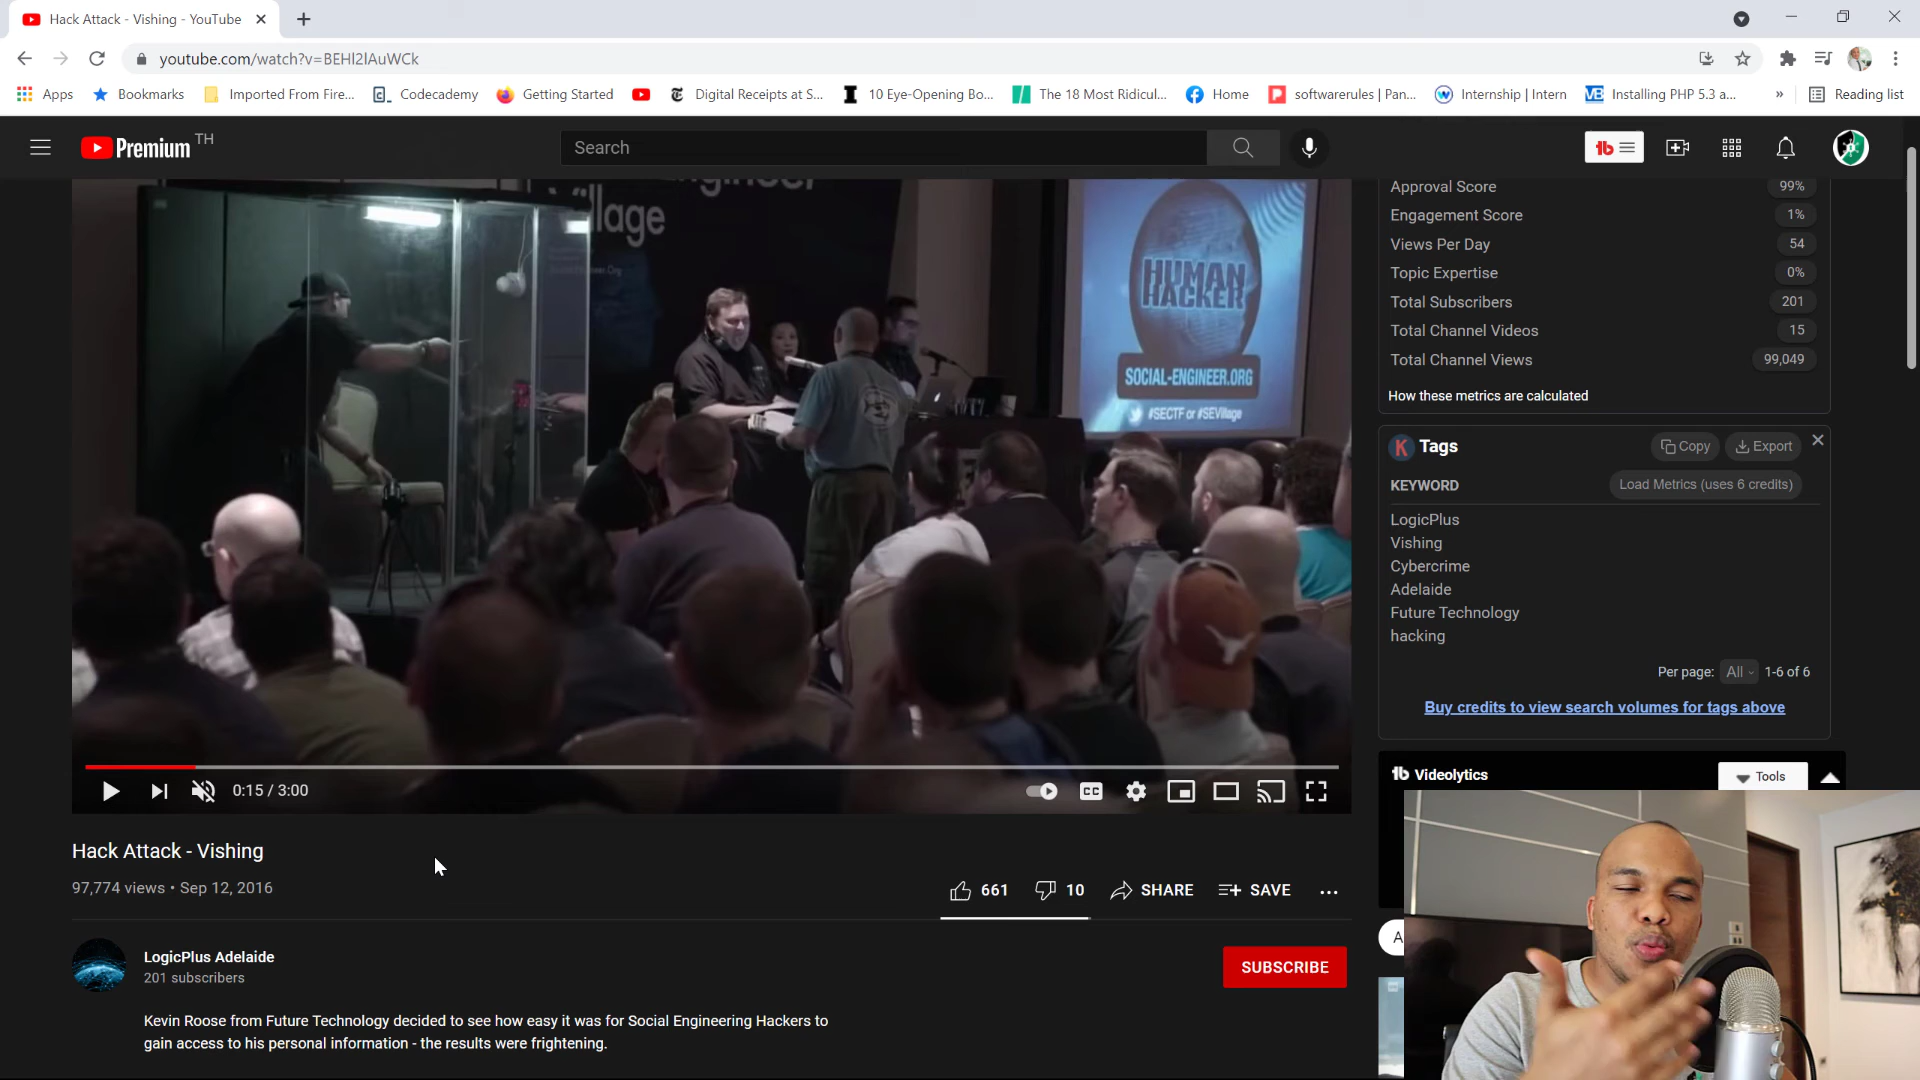 Hack Attack - Vishing - YouTube
youtube.com/watch?v=BEHl2lAuWCk
Apps
Bookmarks
Imported From Fire...
Codecademy
Getting Started
Digital Receipts at S...
10 Eye-Opening Bo...
The 18 Most Ridicul...
Home
softwarerules | Pan...
Internship | Intern
Installing PHP 5.3 a...
»
Reading list
Premium TH
Search
Village
HUMAN
HACKER
SOCIAL-ENGINEER.ORG
#SECTF or #SEVillage
0:15 / 3:00
CC
Hack Attack - Vishing
97,774 views • Sep 12, 2016
661
10
SHARE
SAVE
LogicPlus Adelaide
201 subscribers
SUBSCRIBE
Kevin Roose from Future Technology decided to see how easy it was for Social Engineering Hackers to
gain access to his personal information - the results were frightening.
Approval Score 99%
Engagement Score 1%
Views Per Day 54
Topic Expertise 0%
Total Subscribers 201
Total Channel Videos 15
Total Channel Views 99,049
How these metrics are calculated
K Tags
Copy
Export
KEYWORD
Load Metrics (uses 6 credits)
LogicPlus
Vishing
Cybercrime
Adelaide
Future Technology
hacking
Per page: All 1-6 of 6
Buy credits to view search volumes for tags above
tb Videolytics
Tools